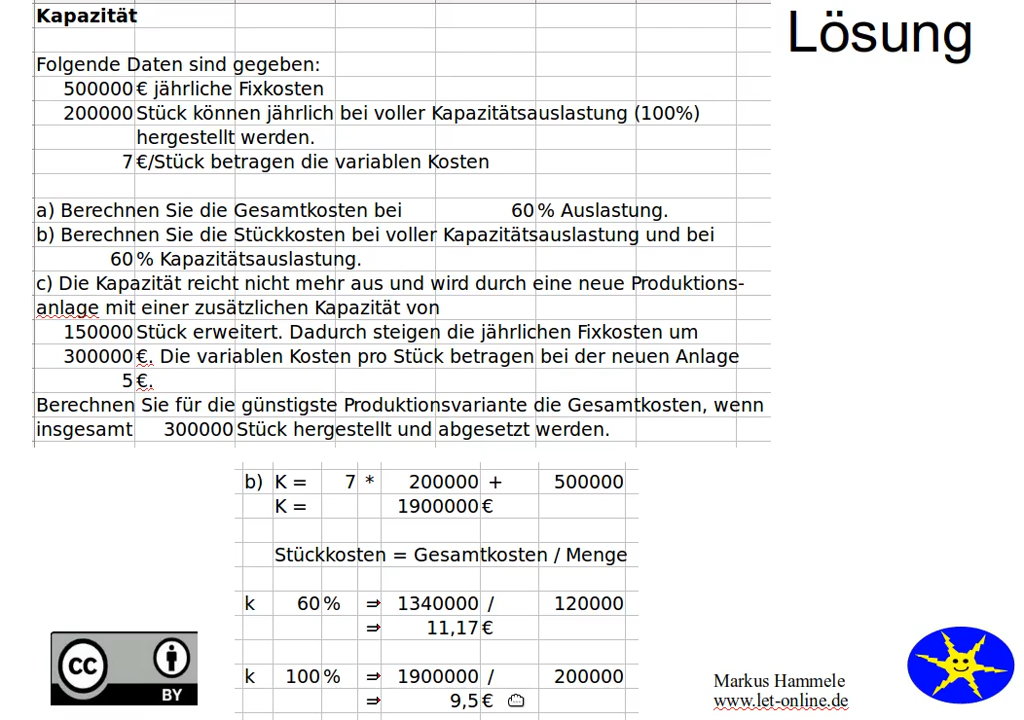 Kapazität
Lösung
Folgende Daten sind gegeben:
500000 € jährliche Fixkosten
200000 Stück können jährlich bei voller Kapazitätsauslastung (100%)
hergestellt werden.
7 €/Stück betragen die variablen Kosten
a) Berechnen Sie die Gesamtkosten bei 60 % Auslastung.
b) Berechnen Sie die Stückkosten bei voller Kapazitätsauslastung und bei
60 % Kapazitätsauslastung.
c) Die Kapazität reicht nicht mehr aus und wird durch eine neue Produktions-
anlage mit einer zusätzlichen Kapazität von
150000 Stück erweitert. Dadurch steigen die jährlichen Fixkosten um
300000 €. Die variablen Kosten pro Stück betragen bei der neuen Anlage
5 €.
Berechnen Sie für die günstigste Produktionsvariante die Gesamtkosten, wenn
insgesamt 300000 Stück hergestellt und abgesetzt werden.
b) K = 7 * 200000 + 500000
K = 1900000 €
Stückkosten = Gesamtkosten / Menge
k 60 % ⇒ 1340000 / 120000
⇒ 11,17 €
k 100 % ⇒ 1900000 / 200000
⇒ 9,5 €
cc
BY
Markus Hammele
www.let-online.de